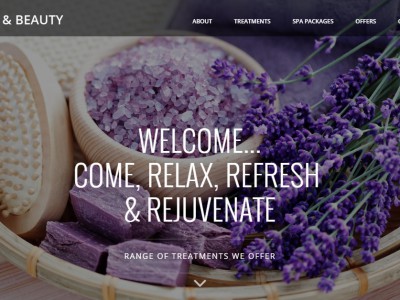 & BEAUTY
ABOUT TREATMENTS SPA PACKAGES OFFERS
WELCOME...
COME, RELAX, REFRESH
& REJUVENATE
RANGE OF TREATMENTS WE OFFER